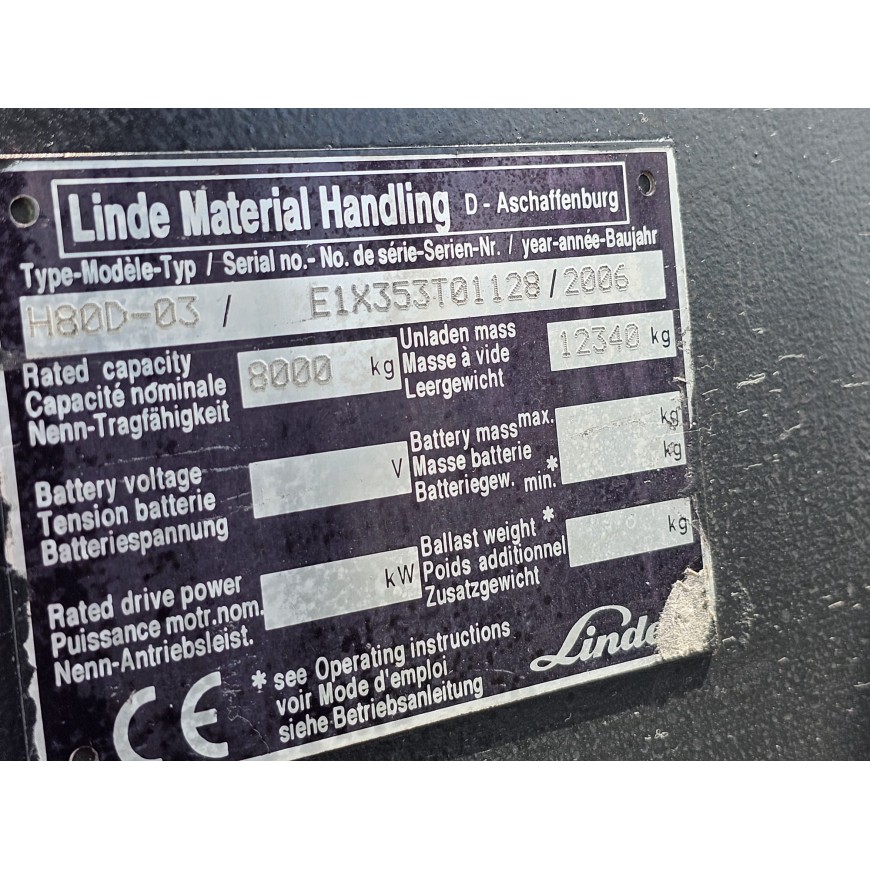 Linde Material Handling D - Aschaffenburg
Type-Modèle-Typ / Serial no.- No. de série-Serien-Nr. / year-année-Baujahr
H80D-03 / E1X353T01128/2006
Rated capacity
Capacité nominale
Nenn-Tragfähigkeit
8000 kg
Unladen mass
Masse à vide
Leergewicht
12340 kg
Battery voltage
Tension batterie
Batteriespannung
V
Battery mass max. kg
Masse batterie kg
Batteriegew. min.*
Rated drive power
Puissance motr.nom.
Nenn-Antriebsleist.
kW
Ballast weight *
Poids additionnel
Zusatzgewicht
kg
* see Operating instructions
voir Mode d'emploi
siehe Betriebsanleitung
CE
Linde